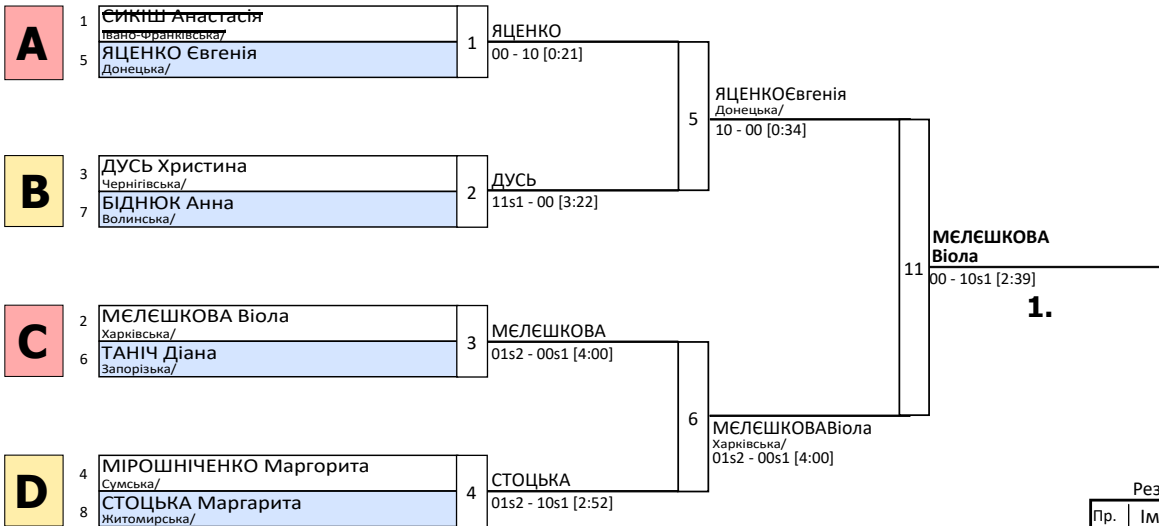 A
1 СИКІШ Анастасія
Івано-Франківська/
5 ЯЦЕНКО Євгенія
Донецька/
1
ЯЦЕНКО
00 - 10 [0:21]
B
3 ДУСЬ Христина
Чернігівська/
7 БІДНЮК Анна
Волинська/
2
ДУСЬ
11s1 - 00 [3:22]
5
ЯЦЕНКОЄвгенія
Донецька/
10 - 00 [0:34]
C
2 МЄЛЄШКОВА Віола
Харківська/
6 ТАНІЧ Діана
Запорізька/
3
МЄЛЄШКОВА
01s2 - 00s1 [4:00]
D
4 МІРОШНІЧЕНКО Маргорита
Сумська/
8 СТОЦЬКА Маргарита
Житомирська/
4
СТОЦЬКА
01s2 - 10s1 [2:52]
6
МЄЛЄШКОВАВіола
Харківська/
01s2 - 00s1 [4:00]
11
МЄЛЄШКОВА
Віола
00 - 10s1 [2:39]
1.
Рез
Пр. Ім